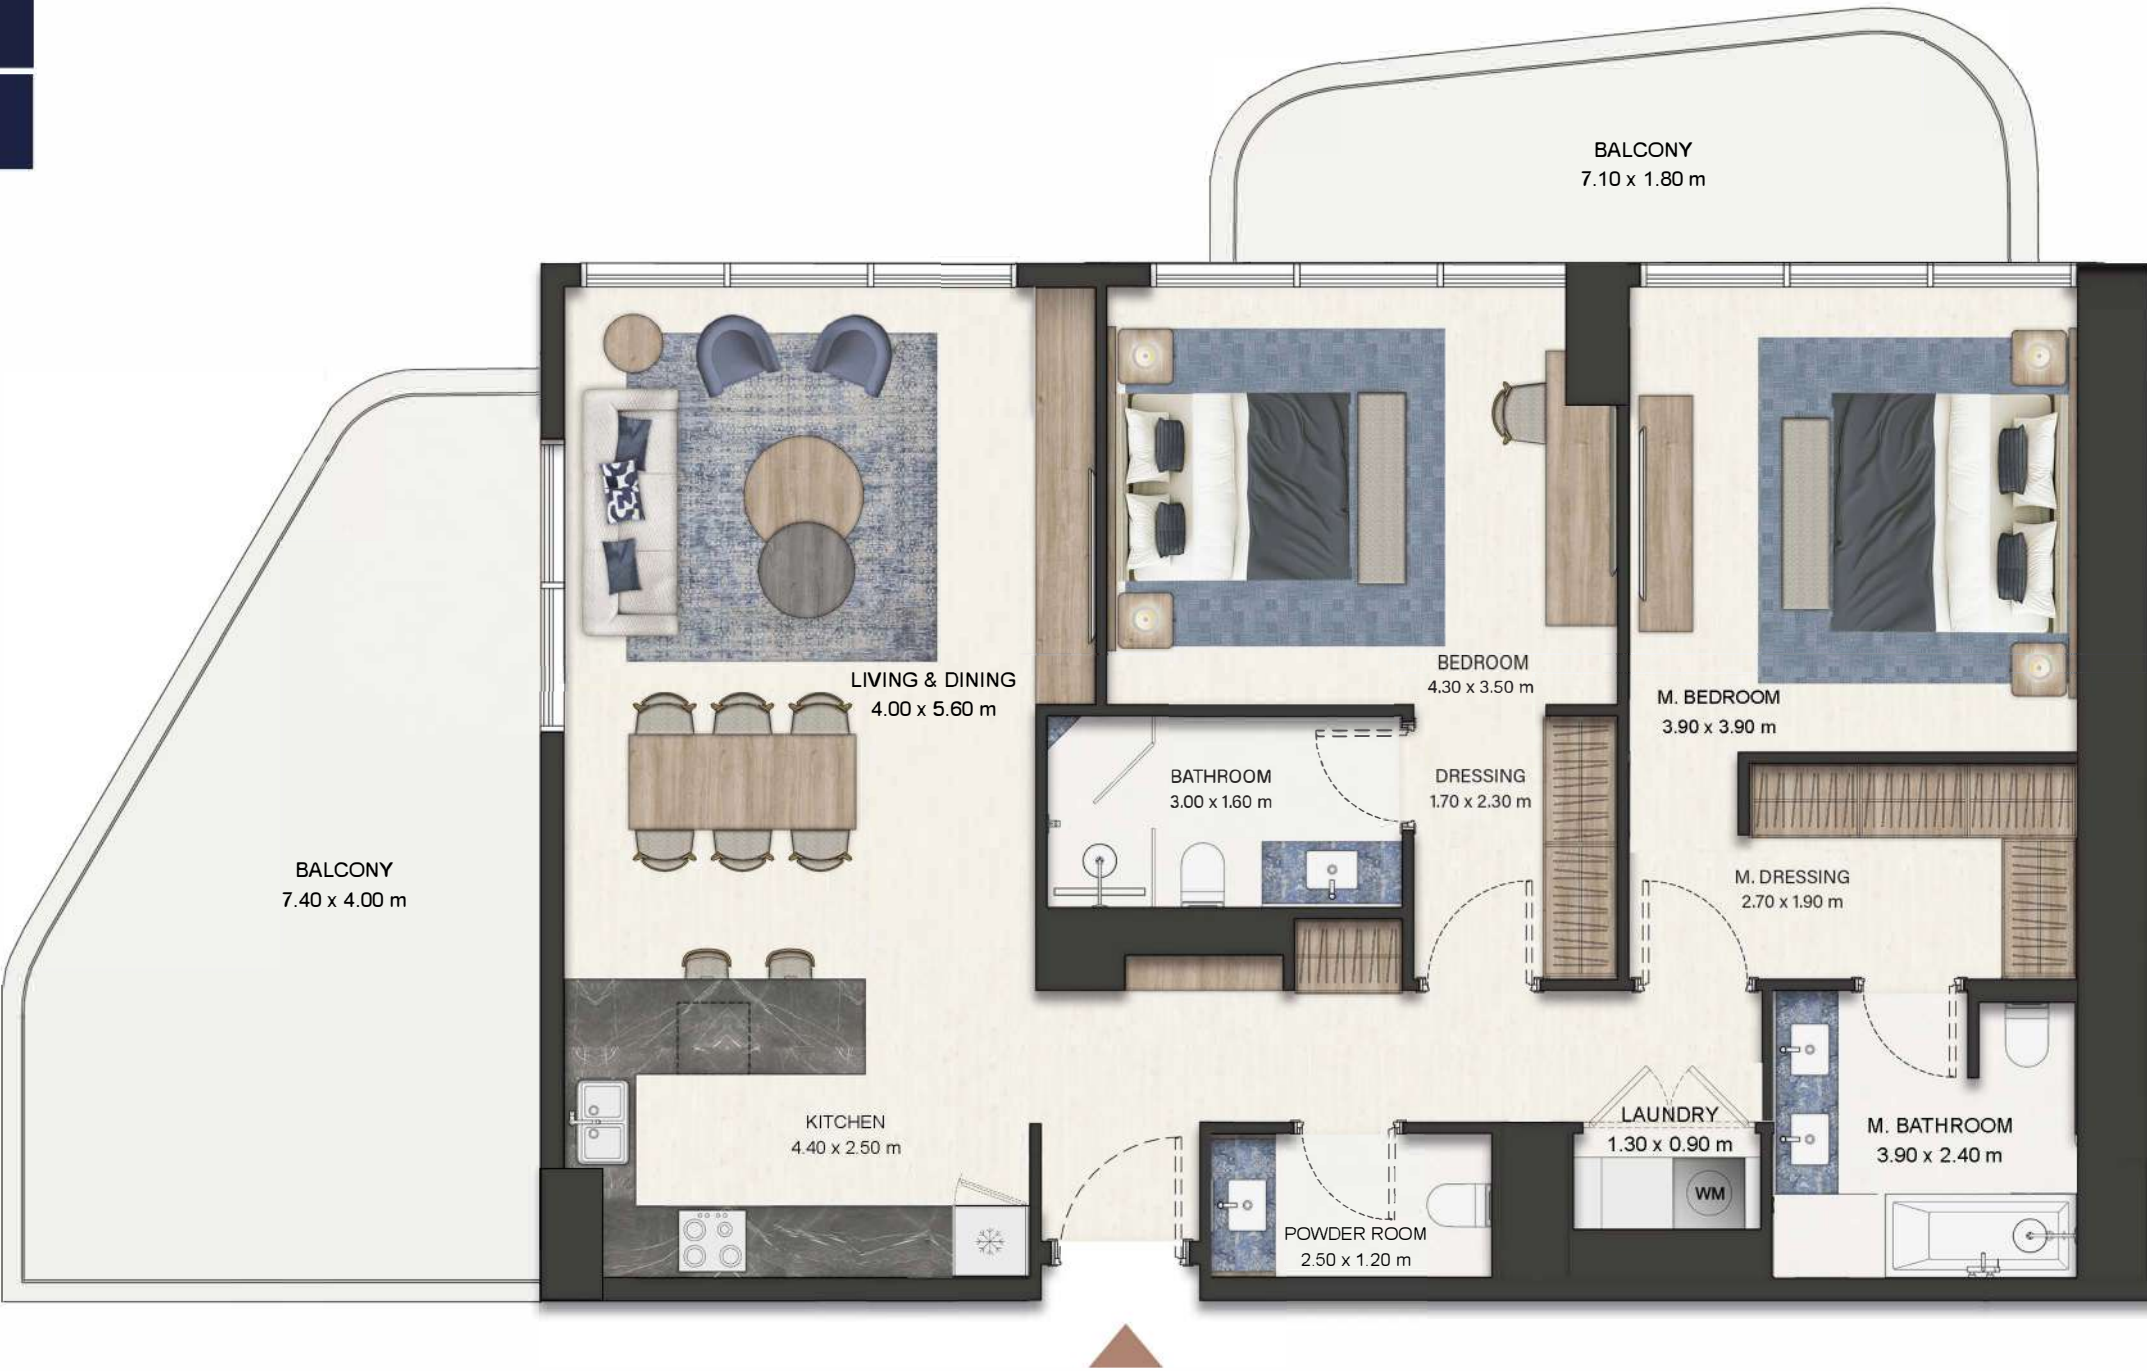 BALCONY
7.10 x 1.80 m
LIVING & DINING
4.00 x 5.60 m
BEDROOM
4.30 x 3.50 m
M. BEDROOM
3.90 x 3.90 m
BATHROOM
3.00 x 1.60 m
DRESSING
1.70 x 2.30 m
BALCONY
7.40 x 4.00 m
M. DRESSING
2.70 x 1.90 m
KITCHEN
4.40 x 2.50 m
LAUNDRY
1.30 x 0.90 m
M. BATHROOM
3.90 x 2.40 m
WM
POWDER ROOM
2.50 x 1.20 m